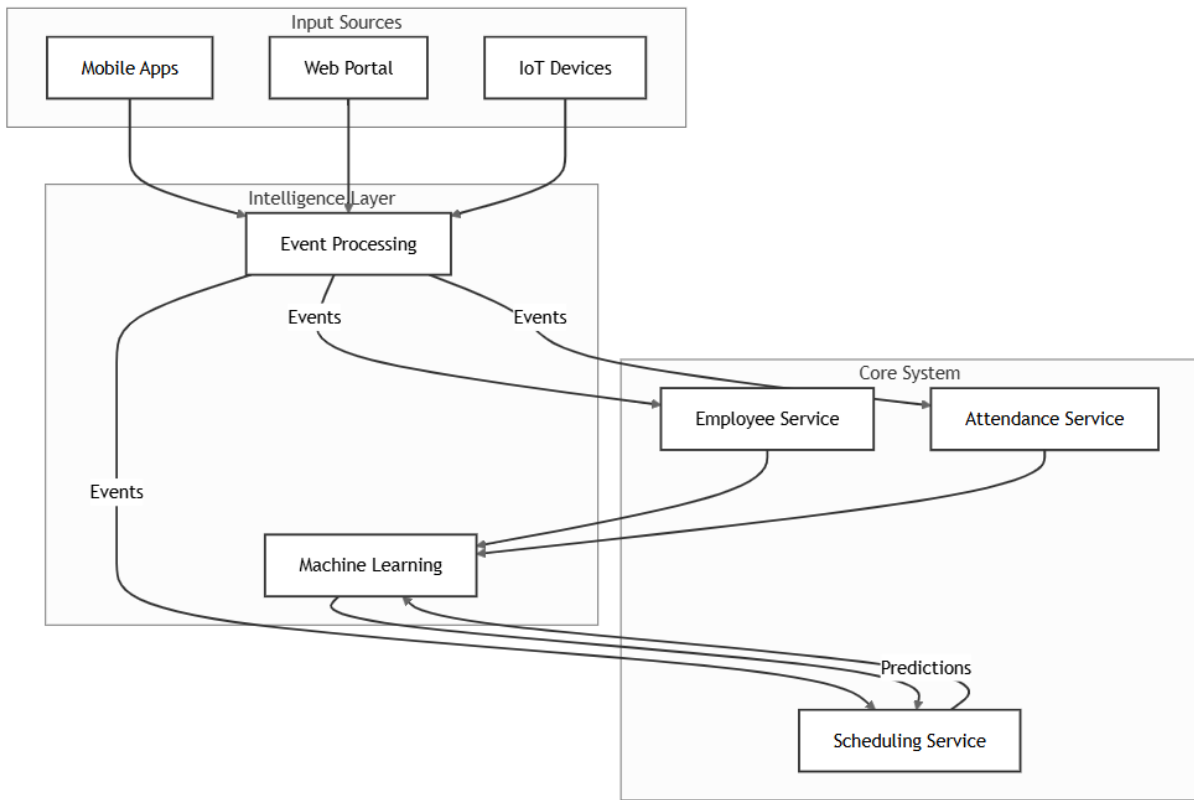 Input Sources
Mobile Apps
Web Portal
IoT Devices
Intelligence Layer
Event Processing
Events
Events
Core System
Employee Service
Attendance Service
Events
Machine Learning
Predictions
Scheduling Service